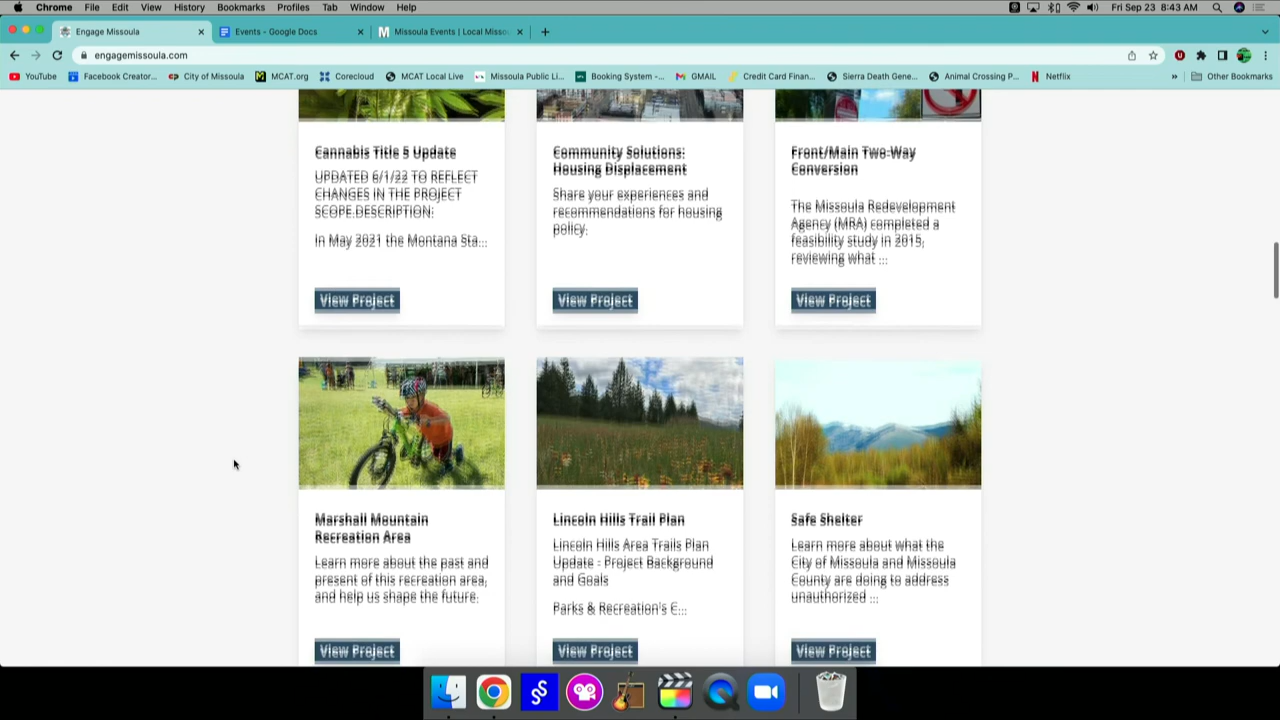 Chrome File Edit View History Bookmarks Profiles Tab Window Help Fri Sep 23 8:43 AM
Engage Missoula Events - Google Docs Missoula Events | Local Misso
engagemissoula.com
YouTube Facebook Creator... City of Missoula MCAT.org Corecloud MCAT Local Live Missoula Public Li... Booking System -... GMAIL Credit Card Finan... Sierra Death Gene... Animal Crossing P... Netflix » Other Bookmarks
Cannabis Title 5 Update
UPDATED 6/1/22 TO REFLECT
CHANGES IN THE PROJECT
SCOPE.DESCRIPTION:
In May 2021 the Montana Sta...
View Project
Community Solutions:
Housing Displacement
Share your experiences and
recommendations for housing
policy.
View Project
Front/Main Two-Way
Conversion
The Missoula Redevelopment
Agency (MRA) completed a
feasibility study in 2015,
reviewing what ...
View Project
Marshall Mountain
Recreation Area
Learn more about the past and
present of this recreation area,
and help us shape the future.
View Project
Lincoln Hills Trail Plan
Lincoln Hills Area Trails Plan
Update - Project Background
and Goals
Parks & Recreation's C...
View Project
Safe Shelter
Learn more about what the
City of Missoula and Missoula
County are doing to address
unauthorized ...
View Project